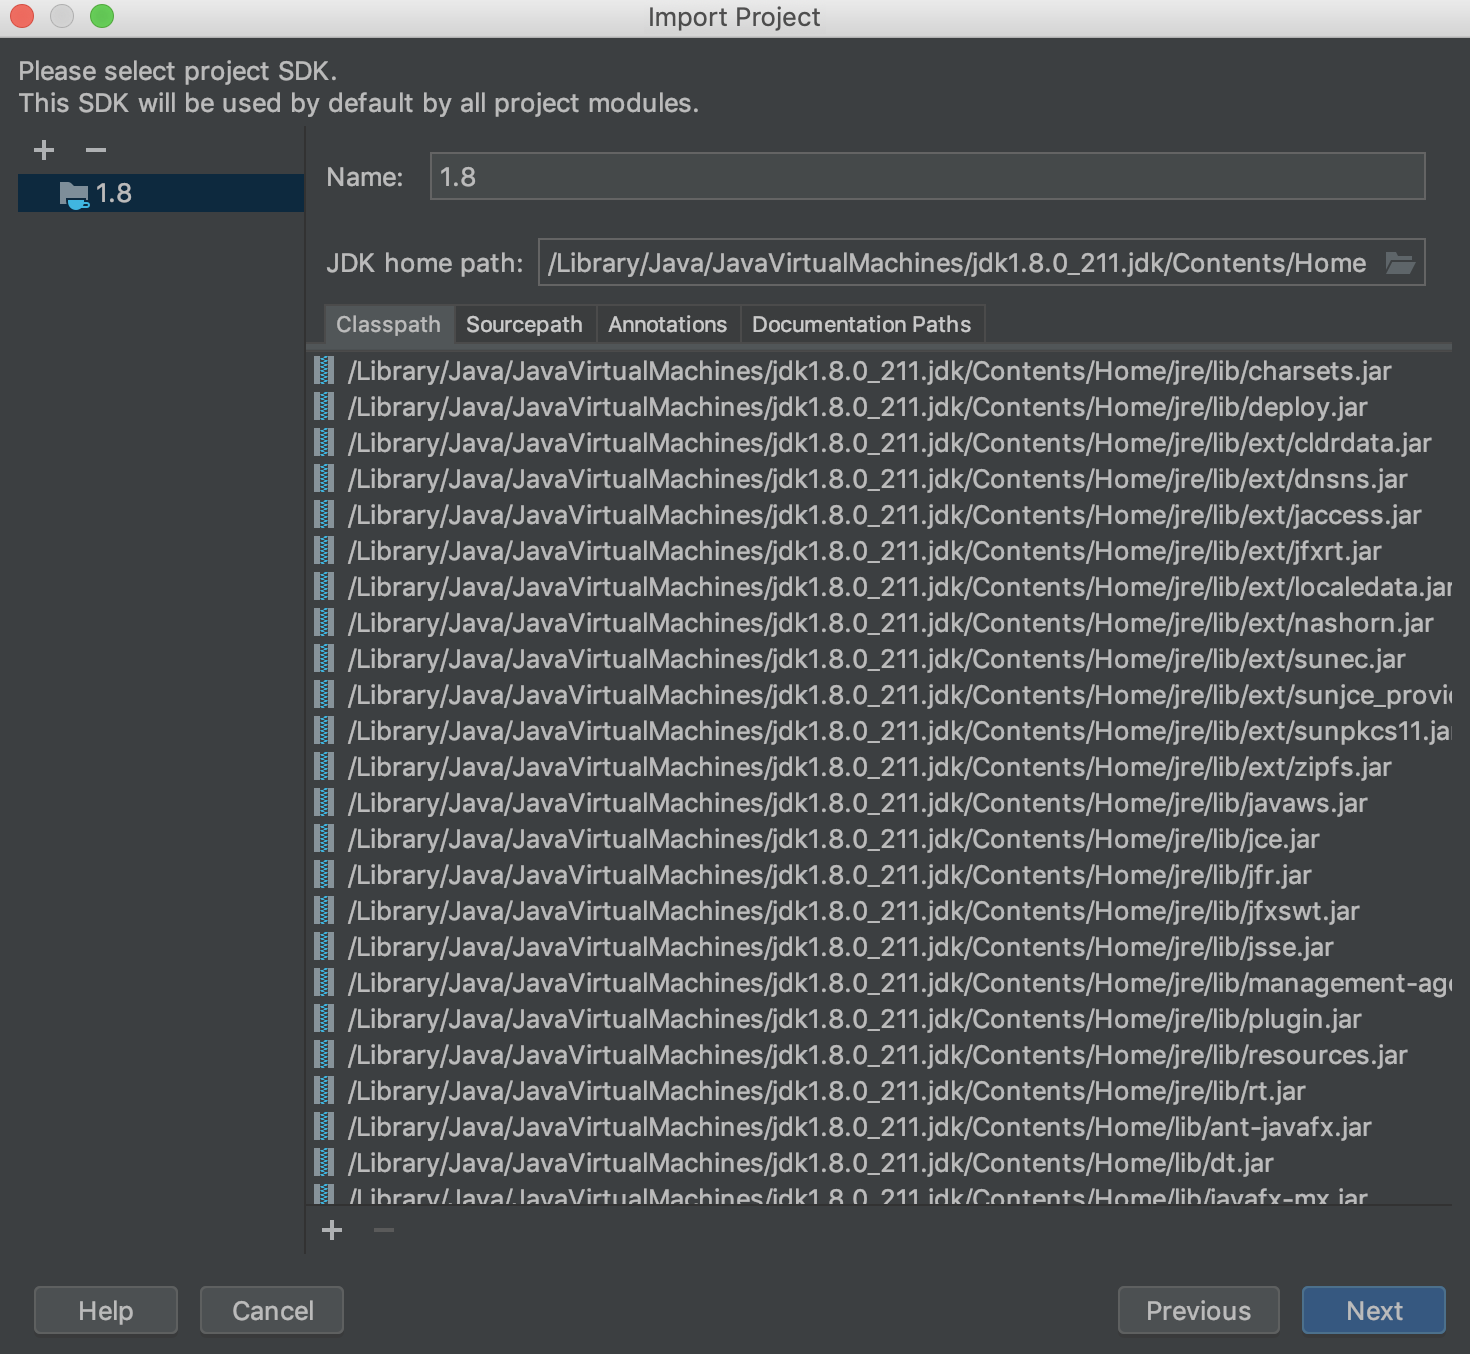 Import Project
Please select project SDK.
This SDK will be used by default by all project modules.
1.8
Name: 1.8
JDK home path: /Library/Java/JavaVirtualMachines/jdk1.8.0_211.jdk/Contents/Home
Classpath Sourcepath Annotations Documentation Paths
/Library/Java/JavaVirtualMachines/jdk1.8.0_211.jdk/Contents/Home/jre/lib/charsets.jar
/Library/Java/JavaVirtualMachines/jdk1.8.0_211.jdk/Contents/Home/jre/lib/deploy.jar
/Library/Java/JavaVirtualMachines/jdk1.8.0_211.jdk/Contents/Home/jre/lib/ext/cldrdata.jar
/Library/Java/JavaVirtualMachines/jdk1.8.0_211.jdk/Contents/Home/jre/lib/ext/dnsns.jar
/Library/Java/JavaVirtualMachines/jdk1.8.0_211.jdk/Contents/Home/jre/lib/ext/jaccess.jar
/Library/Java/JavaVirtualMachines/jdk1.8.0_211.jdk/Contents/Home/jre/lib/ext/jfxrt.jar
/Library/Java/JavaVirtualMachines/jdk1.8.0_211.jdk/Contents/Home/jre/lib/ext/localedata.jar
/Library/Java/JavaVirtualMachines/jdk1.8.0_211.jdk/Contents/Home/jre/lib/ext/nashorn.jar
/Library/Java/JavaVirtualMachines/jdk1.8.0_211.jdk/Contents/Home/jre/lib/ext/sunec.jar
/Library/Java/JavaVirtualMachines/jdk1.8.0_211.jdk/Contents/Home/jre/lib/ext/sunjce_provi
/Library/Java/JavaVirtualMachines/jdk1.8.0_211.jdk/Contents/Home/jre/lib/ext/sunpkcs11.jar
/Library/Java/JavaVirtualMachines/jdk1.8.0_211.jdk/Contents/Home/jre/lib/ext/zipfs.jar
/Library/Java/JavaVirtualMachines/jdk1.8.0_211.jdk/Contents/Home/jre/lib/javaws.jar
/Library/Java/JavaVirtualMachines/jdk1.8.0_211.jdk/Contents/Home/jre/lib/jce.jar
/Library/Java/JavaVirtualMachines/jdk1.8.0_211.jdk/Contents/Home/jre/lib/jfr.jar
/Library/Java/JavaVirtualMachines/jdk1.8.0_211.jdk/Contents/Home/jre/lib/jfxswt.jar
/Library/Java/JavaVirtualMachines/jdk1.8.0_211.jdk/Contents/Home/jre/lib/jsse.jar
/Library/Java/JavaVirtualMachines/jdk1.8.0_211.jdk/Contents/Home/jre/lib/management-age
/Library/Java/JavaVirtualMachines/jdk1.8.0_211.jdk/Contents/Home/jre/lib/plugin.jar
/Library/Java/JavaVirtualMachines/jdk1.8.0_211.jdk/Contents/Home/jre/lib/resources.jar
/Library/Java/JavaVirtualMachines/jdk1.8.0_211.jdk/Contents/Home/jre/lib/rt.jar
/Library/Java/JavaVirtualMachines/jdk1.8.0_211.jdk/Contents/Home/lib/ant-javafx.jar
/Library/Java/JavaVirtualMachines/jdk1.8.0_211.jdk/Contents/Home/lib/dt.jar
/Library/Java/JavaVirtualMachines/jdk1.8.0_211.jdk/Contents/Home/lib/javafx-mx.jar
Help Cancel Previous Next